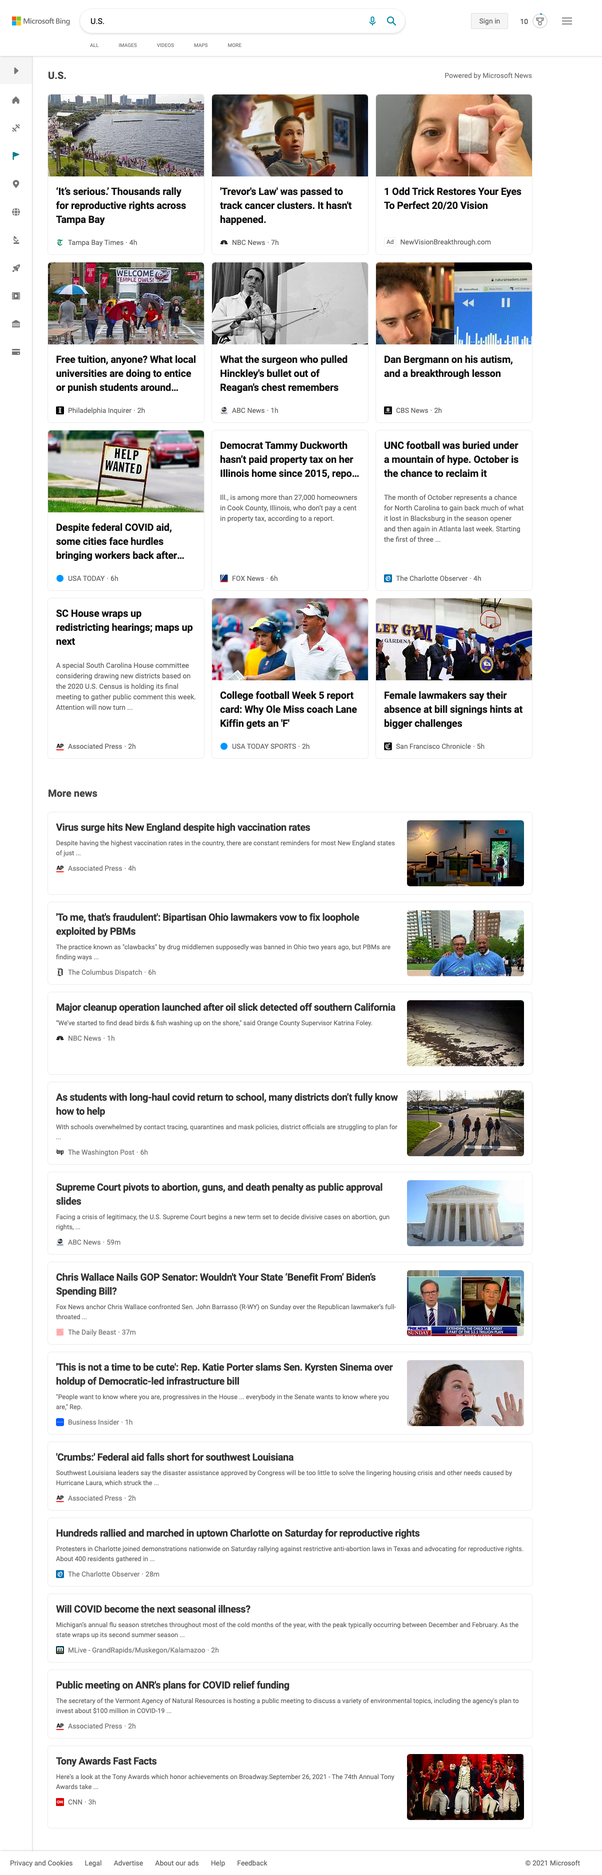 Microsoft Bing
U.S.
Sign in
10
ALL IMAGES VIDEOS MAPS MORE
U.S.
Powered by Microsoft News
'It's serious.' Thousands rally
for reproductive rights across
Tampa Bay
Tampa Bay Times · 4h
'Trevor's Law' was passed to
track cancer clusters. It hasn't
happened.
NBC News · 7h
1 Odd Trick Restores Your Eyes
To Perfect 20/20 Vision
Ad NewVisionBreakthrough.com
WELCOME
TEMPLE OWLS!
Free tuition, anyone? What local
universities are doing to entice
or punish students around...
Philadelphia Inquirer · 2h
What the surgeon who pulled
Hinckley's bullet out of
Reagan's chest remembers
ABC News · 1h
Dan Bergmann on his autism,
and a breakthrough lesson
CBS News · 2h
HELP
WANTED
Despite federal COVID aid,
some cities face hurdles
bringing workers back after...
USA TODAY · 6h
Democrat Tammy Duckworth
hasn't paid property tax on her
Illinois home since 2015, repo...
Ill., is among more than 27,000 homeowners
in Cook County, Illinois, who don't pay a cent
in property tax, according to a report.
FOX News · 6h
UNC football was buried under
a mountain of hype. October is
the chance to reclaim it
The month of October represents a chance
for North Carolina to gain back much of what
it lost in Blacksburg in the season opener
and then again in Atlanta last week. Starting
the first of three ...
The Charlotte Observer · 4h
SC House wraps up
redistricting hearings; maps up
next
A special South Carolina House committee
considering drawing new districts based on
the 2020 U.S. Census is holding its final
meeting to gather public comment this week.
Attention will now turn ...
AP Associated Press · 2h
College football Week 5 report
card: Why Ole Miss coach Lane
Kiffin gets an 'F'
USA TODAY SPORTS · 2h
LEY GYM
GARDENA
Female lawmakers say their
absence at bill signings hints at
bigger challenges
San Francisco Chronicle · 5h
More news
Virus surge hits New England despite high vaccination rates
Despite having the highest vaccination rates in the country, there are constant reminders for most New England states
of just ...
AP Associated Press · 4h
'To me, that's fraudulent': Bipartisan Ohio lawmakers vow to fix loophole
exploited by PBMs
The practice known as "clawbacks" by drug middlemen supposedly was banned in Ohio two years ago, but PBMs are
finding ways ...
The Columbus Dispatch · 6h
Major cleanup operation launched after oil slick detected off southern California
"We've started to find dead birds & fish washing up on the shore," said Orange County Supervisor Katrina Foley.
NBC News · 1h
As students with long-haul covid return to school, many districts don't fully know
how to help
With schools overwhelmed by contact tracing, quarantines and mask policies, district officials are struggling to plan for
...
wp The Washington Post · 6h
Supreme Court pivots to abortion, guns, and death penalty as public approval
slides
Facing a crisis of legitimacy, the U.S. Supreme Court begins a new term set to decide divisive cases on abortion, gun
rights, ...
ABC News · 59m
Chris Wallace Nails GOP Senator: Wouldn't Your State 'Benefit From' Biden's
Spending Bill?
Fox News anchor Chris Wallace confronted Sen. John Barrasso (R-WY) on Sunday over the Republican lawmaker's full-
throated ...
The Daily Beast · 37m
SUNDAY
'This is not a time to be cute': Rep. Katie Porter slams Sen. Kyrsten Sinema over
holdup of Democratic-led infrastructure bill
"People want to know where you are, progressives in the House ... everybody in the Senate wants to know where you
are," Rep.
Business Insider · 1h
'Crumbs:' Federal aid falls short for southwest Louisiana
Southwest Louisiana leaders say the disaster assistance approved by Congress will be too little to solve the lingering housing crisis and other needs caused by
Hurricane Laura, which struck the ...
AP Associated Press · 2h
Hundreds rallied and marched in uptown Charlotte on Saturday for reproductive rights
Protesters in Charlotte joined demonstrations nationwide on Saturday rallying against restrictive anti-abortion laws in Texas and advocating for reproductive rights.
About 400 residents gathered in ...
The Charlotte Observer · 28m
Will COVID become the next seasonal illness?
Michigan's annual flu season stretches throughout most of the cold months of the year, with the peak typically occurring between December and February. As the
state wraps up its second summer season ...
MLive - GrandRapids/Muskegon/Kalamazoo · 2h
Public meeting on ANR's plans for COVID relief funding
The secretary of the Vermont Agency of Natural Resources is hosting a public meeting to discuss a variety of environmental topics, including the agency's plan to
invest about $100 million in COVID-19 ...
AP Associated Press · 2h
Tony Awards Fast Facts
Here's a look at the Tony Awards which honor achievements on Broadway.September 26, 2021 - The 74th Annual Tony
Awards take ...
CNN CNN · 3h
Privacy and Cookies Legal Advertise About our ads Help Feedback
© 2021 Microsoft